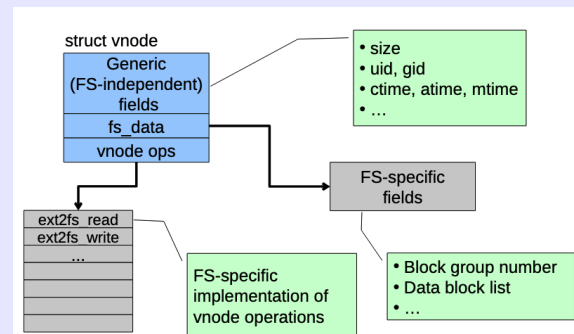 struct vnode
Generic
(FS-independent)
fields
fs_data
vnode ops
• size
• uid, gid
• ctime, atime, mtime
• ...
FS-specific
fields
ext2fs_read
ext2fs_write
...
FS-specific
implementation of
vnode operations
• Block group number
• Data block list
• ...